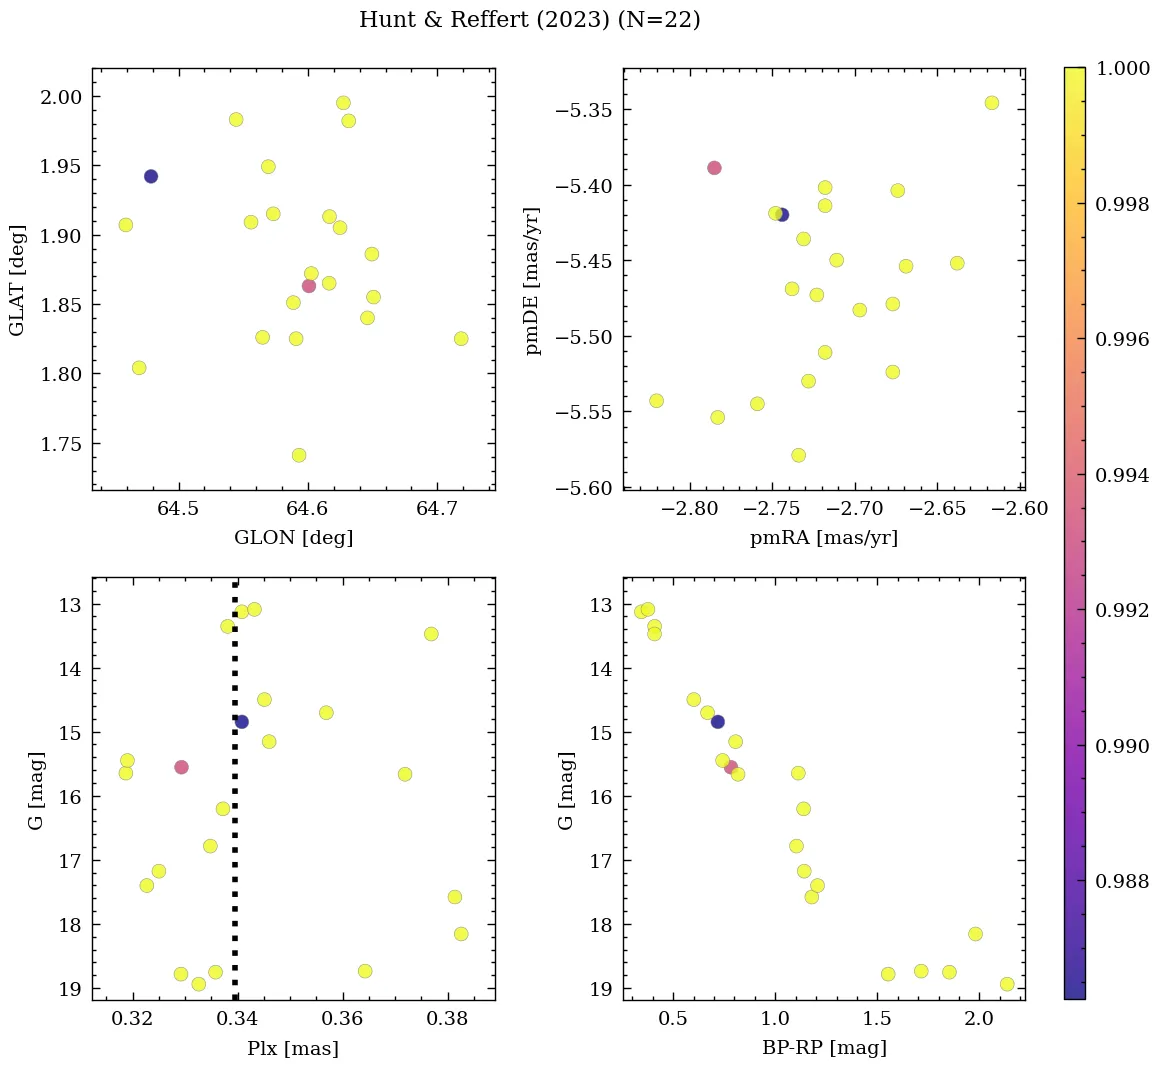 Hunt & Reffert (2023) (N=22)
2.00
1.95
1.90
1.85
1.80
1.75
GLAT [deg]
64.5 64.6 64.7
GLON [deg]
−5.35
−5.40
−5.45
−5.50
−5.55
−5.60
pmDE [mas/yr]
−2.80 −2.75 −2.70 −2.65 −2.60
pmRA [mas/yr]
13
14
15
16
17
18
19
G [mag]
0.32 0.34 0.36 0.38
Plx [mas]
13
14
15
16
17
18
19
G [mag]
0.5 1.0 1.5 2.0
BP-RP [mag]
1.000
0.998
0.996
0.994
0.992
0.990
0.988